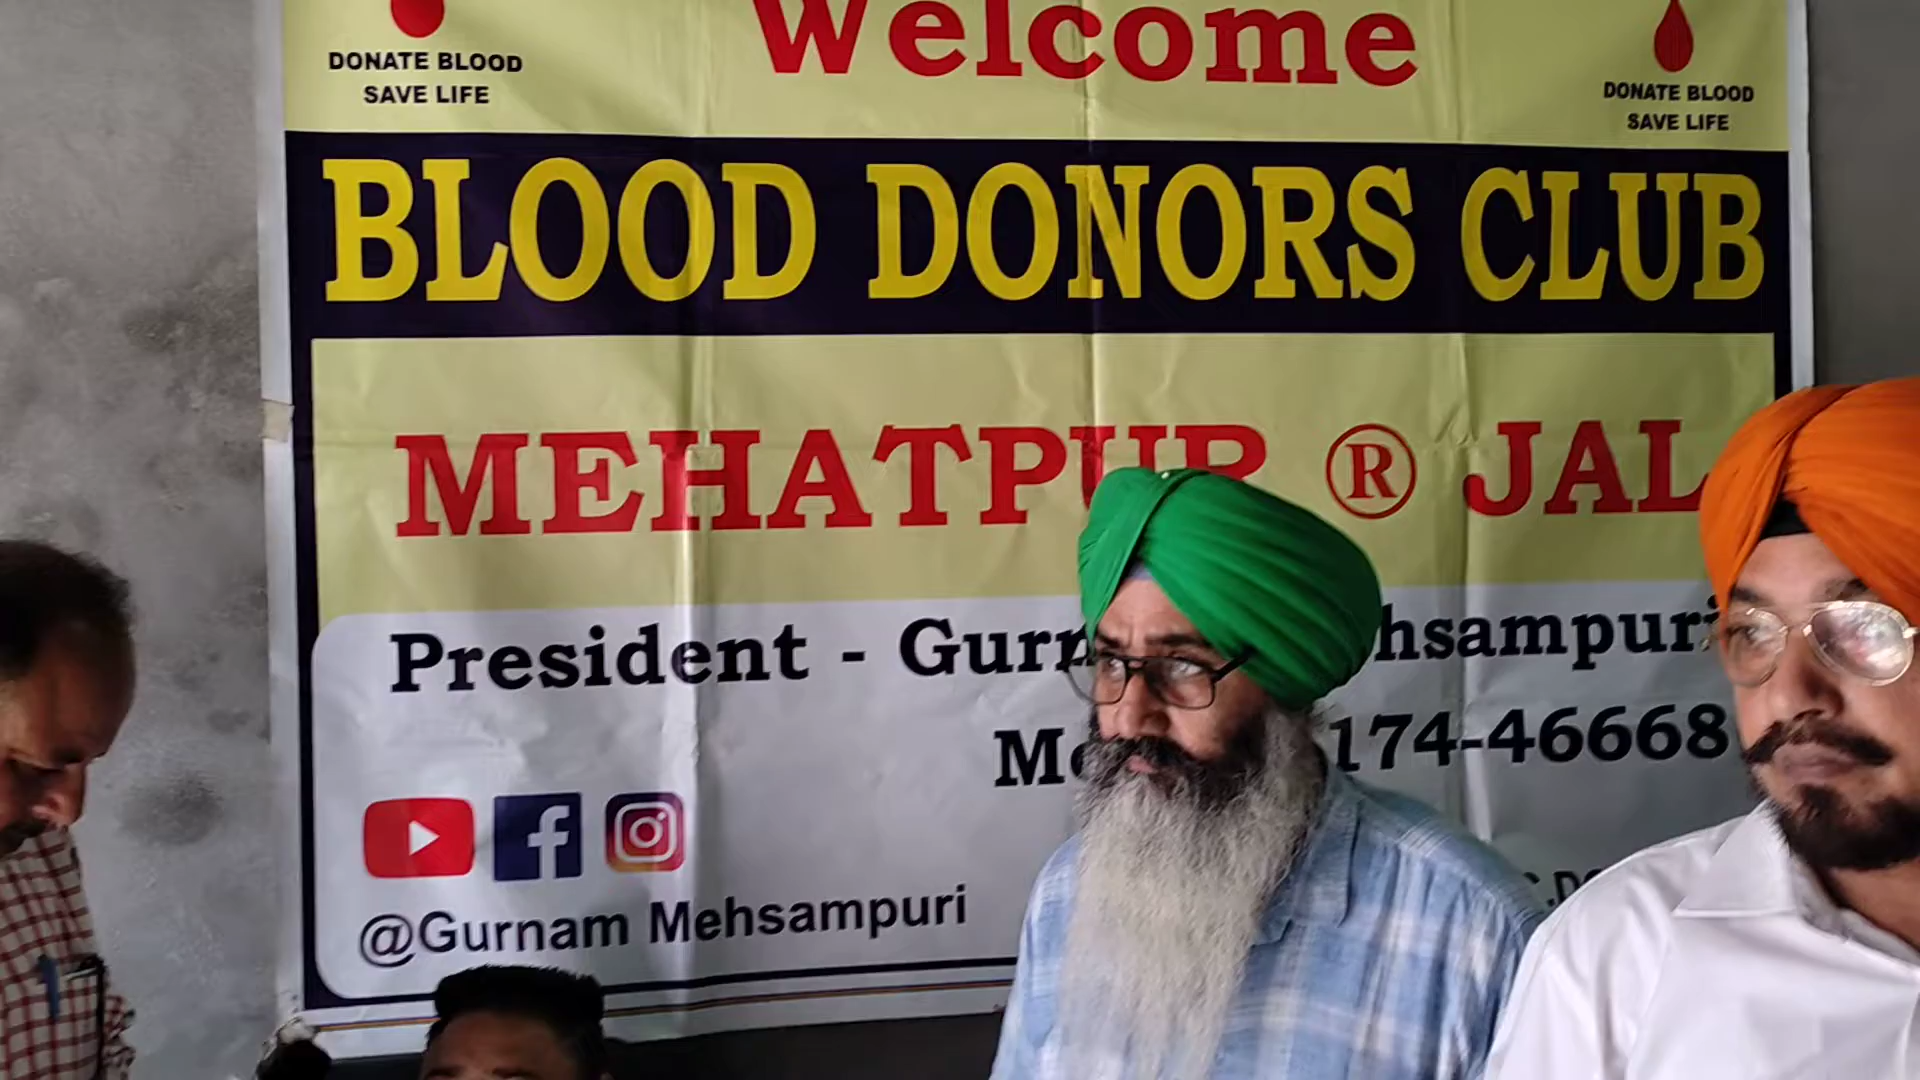 Welcome
DONATE BLOOD
SAVE LIFE
DONATE BLOOD
SAVE LIFE
BLOOD DONORS CLUB
MEHATPUR ® JAL
President - Gurn hsampuri
174-46668
@Gurnam Mehsampuri